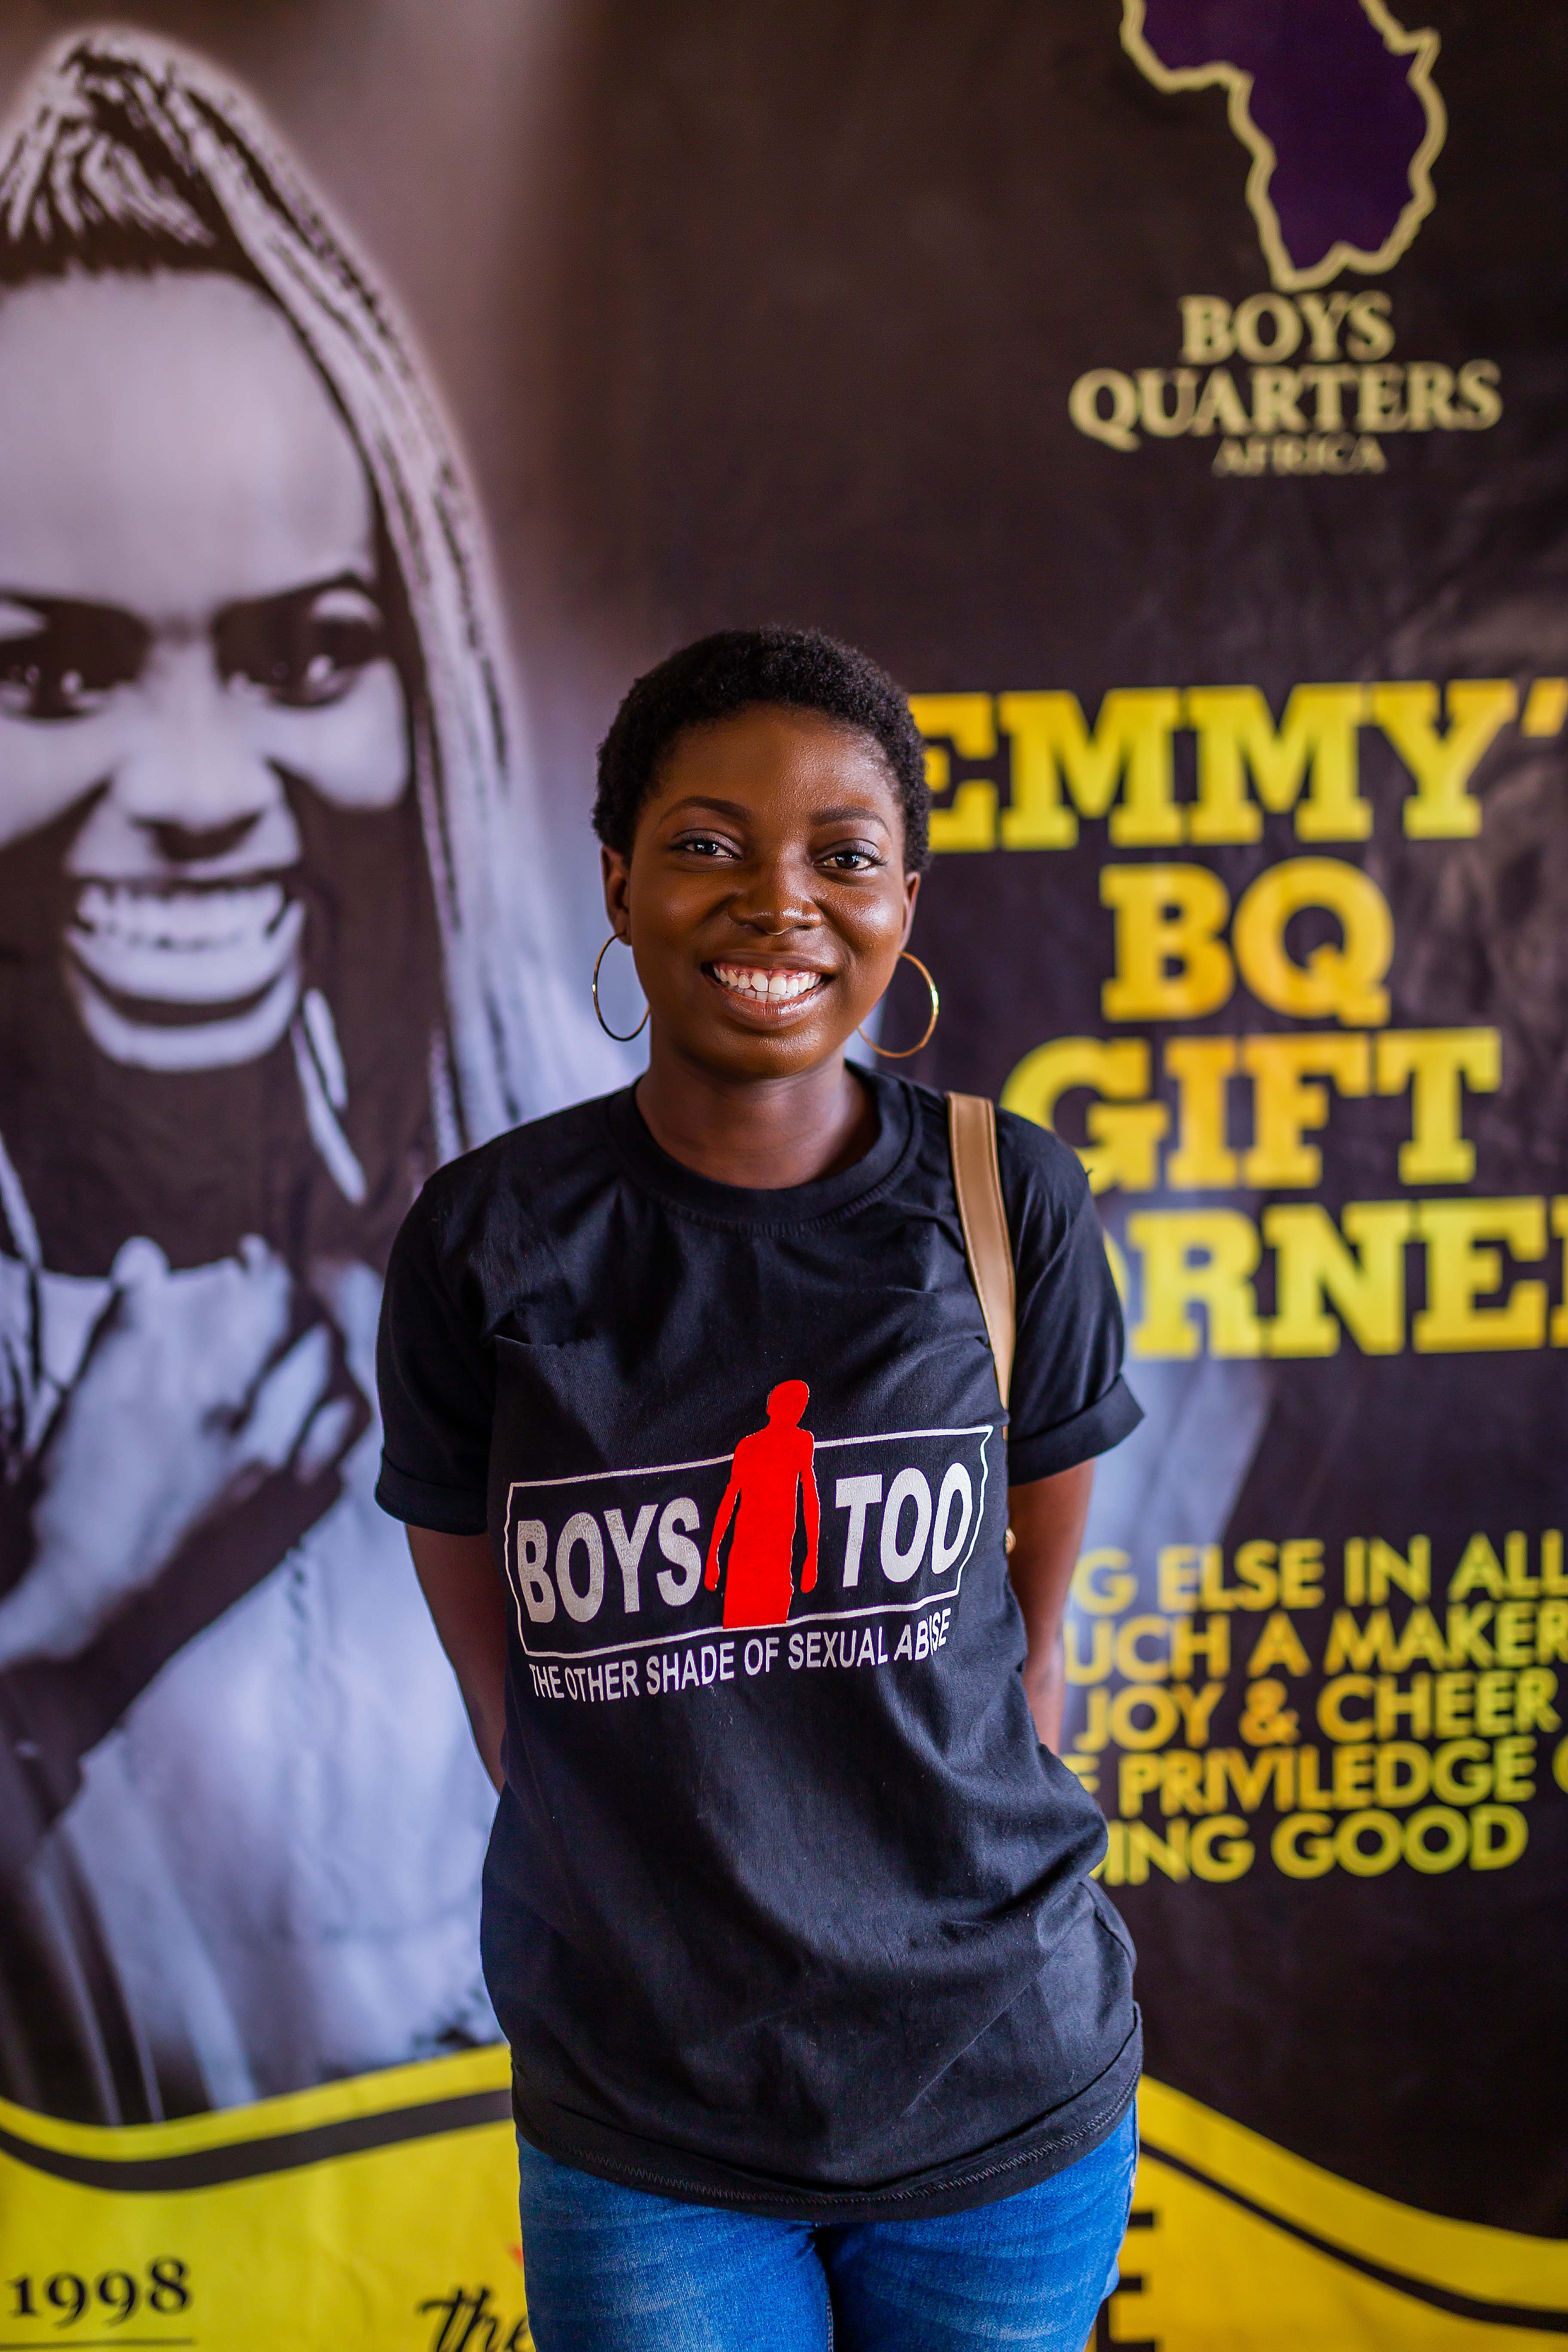 BOYS
QUARTERS
AFRICA
EMMY'
BQ
GIFT
ORNE
G ELSE IN ALL
UCH A MAKER
JOY & CHEER
PRIVILEDGE
ING GOOD
BOYS TOO
THE OTHER SHADE OF SEXUAL ABUSE
1998
the